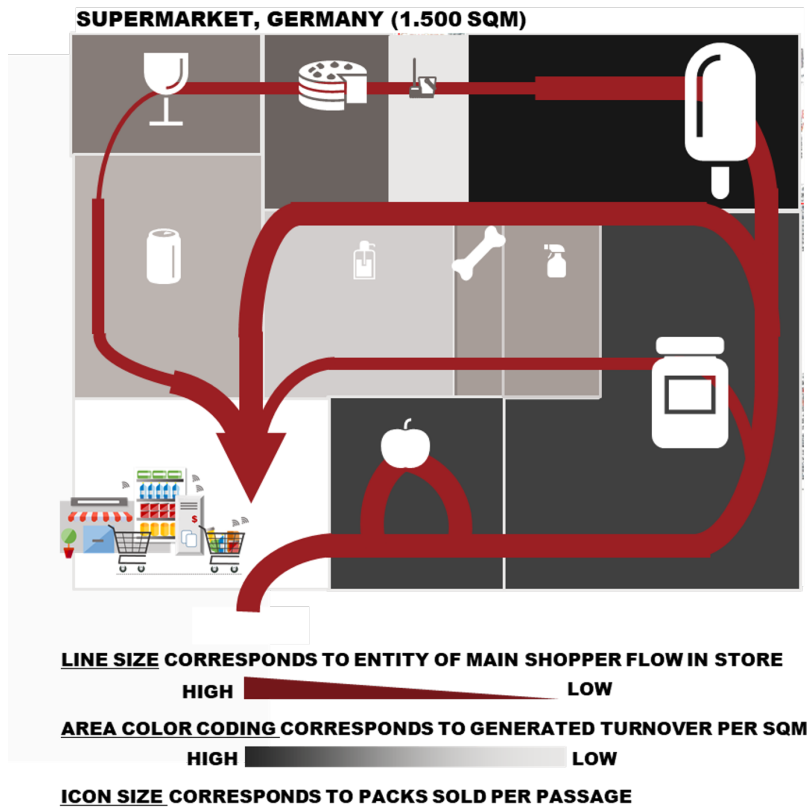 SUPERMARKET, GERMANY (1.500 SQM)
$
LINE SIZE CORRESPONDS TO ENTITY OF MAIN SHOPPER FLOW IN STORE
HIGH LOW
AREA COLOR CODING CORRESPONDS TO GENERATED TURNOVER PER SQM
HIGH LOW
ICON SIZE CORRESPONDS TO PACKS SOLD PER PASSAGE